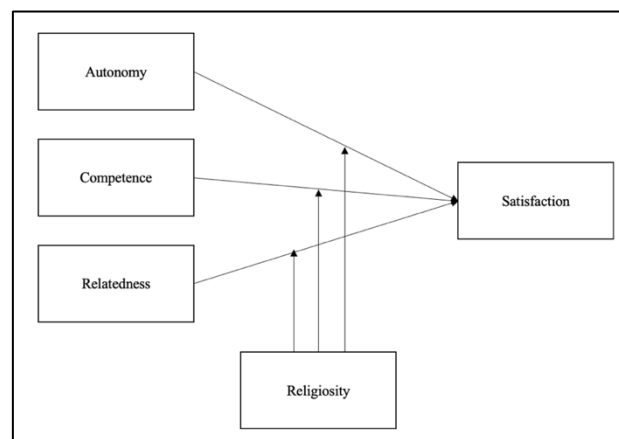 Autonomy
Competence
Satisfaction
Relatedness
Religiosity